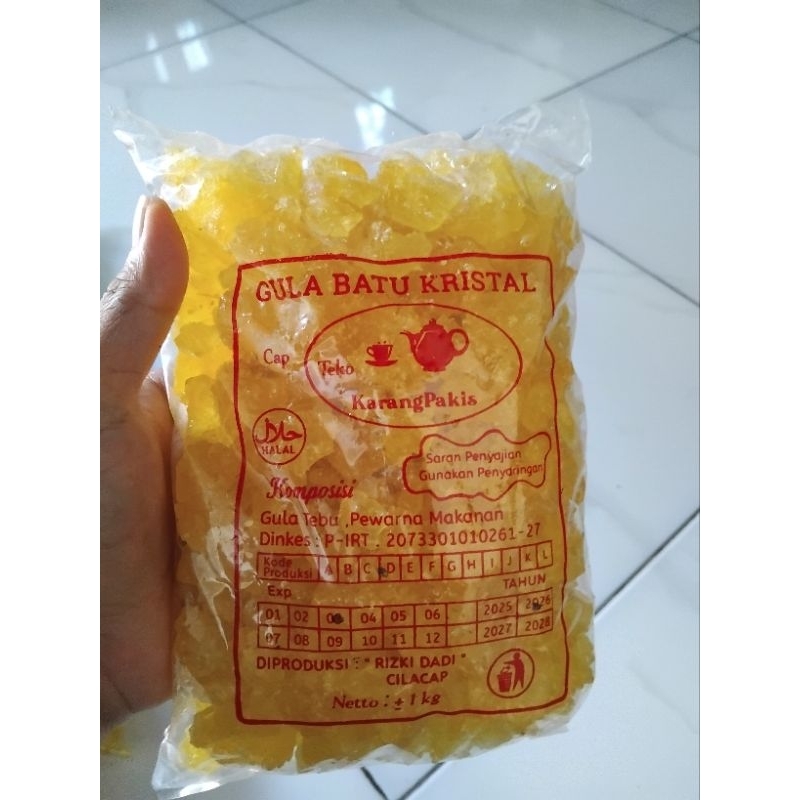 GULA BATU KRISTAL
Cap Teko
KarangPakis
حلال
HALAL
Saran Penyajian
Gunakan Penyaringan
Komposisi
Gula Tebu , Pewarna Makanan
Dinkes : P-IRT . 2073301010261-27
Kode Produksi A B C D E F G H I J K L
Exp TAHUN
01 02 03 04 05 06 2025 2026
07 08 09 10 11 12 2027 2028
DIPRODUKSI : " RIZKI DADI "
CILACAP
Netto : ± 1 kg